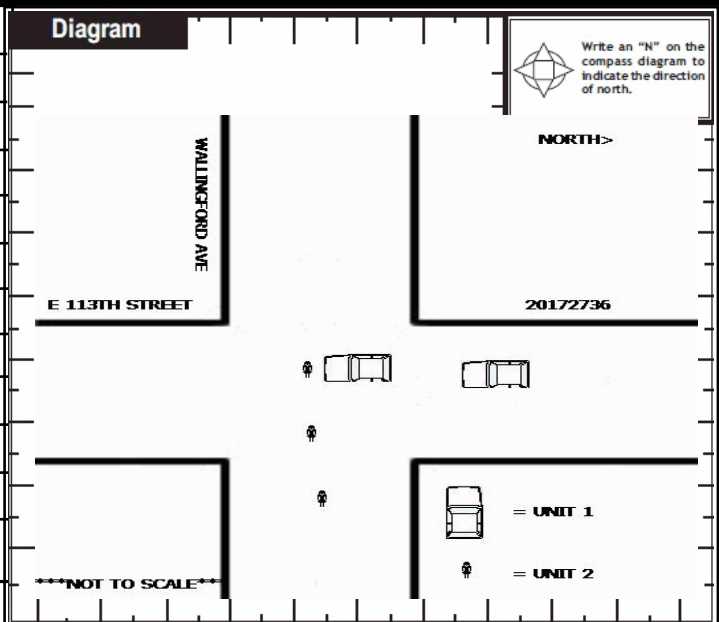 Diagram
Write an “N” on the
compass diagram to
indicate the direction
of north.
NORTH>
WALLINGFORD AVE
E 113TH STREET
20172736
= UNIT 1
= UNIT 2
****NOT TO SCALE***